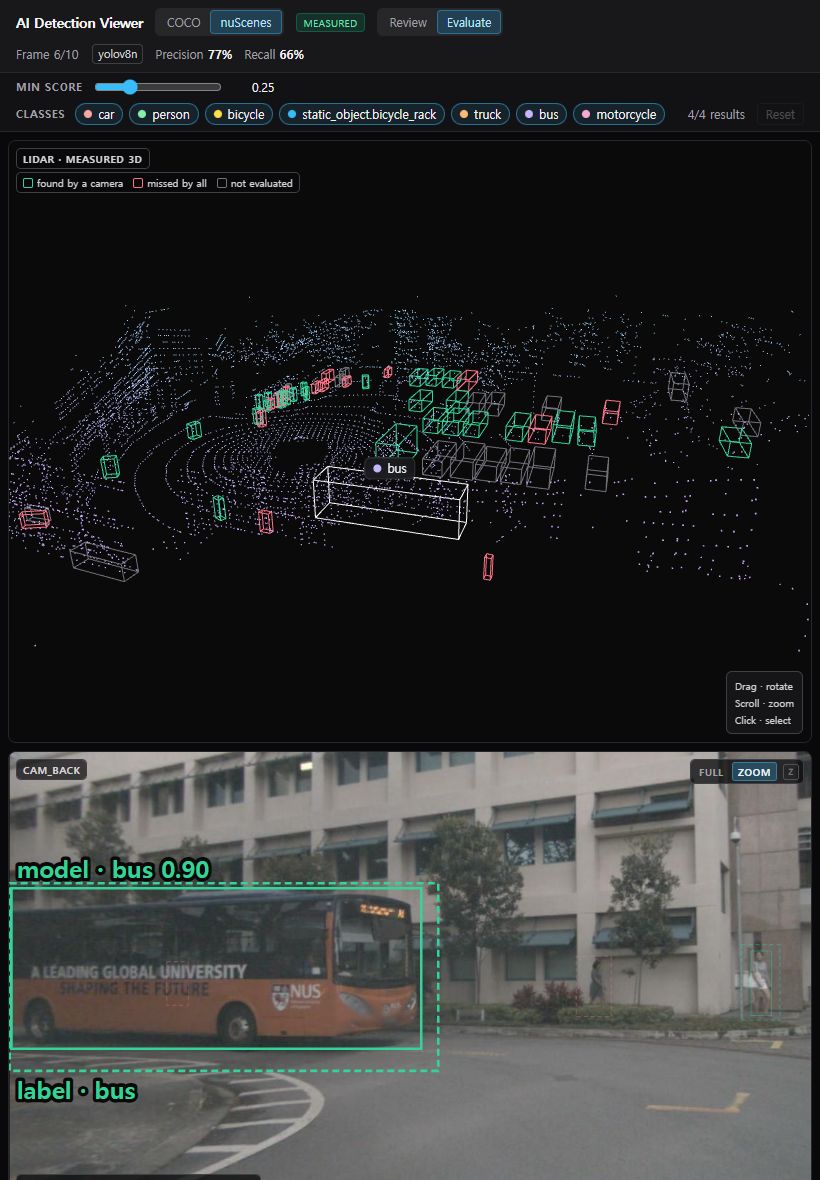 AI Detection Viewer COCO nuScenes MEASURED Review Evaluate
Frame 6/10 yolov8n Precision 77% Recall 66%
MIN SCORE 0.25
CLASSES car person bicycle static_object.bicycle_rack truck bus motorcycle 4/4 results Reset
LIDAR · MEASURED 3D
found by a camera missed by all not evaluated
bus
Drag · rotate
Scroll · zoom
Click · select
CAM_BACK FULL ZOOM Z
model · bus 0.90
A LEADING GLOBAL UNIVERSITY
SHAPING THE FUTURE
NUS
label · bus